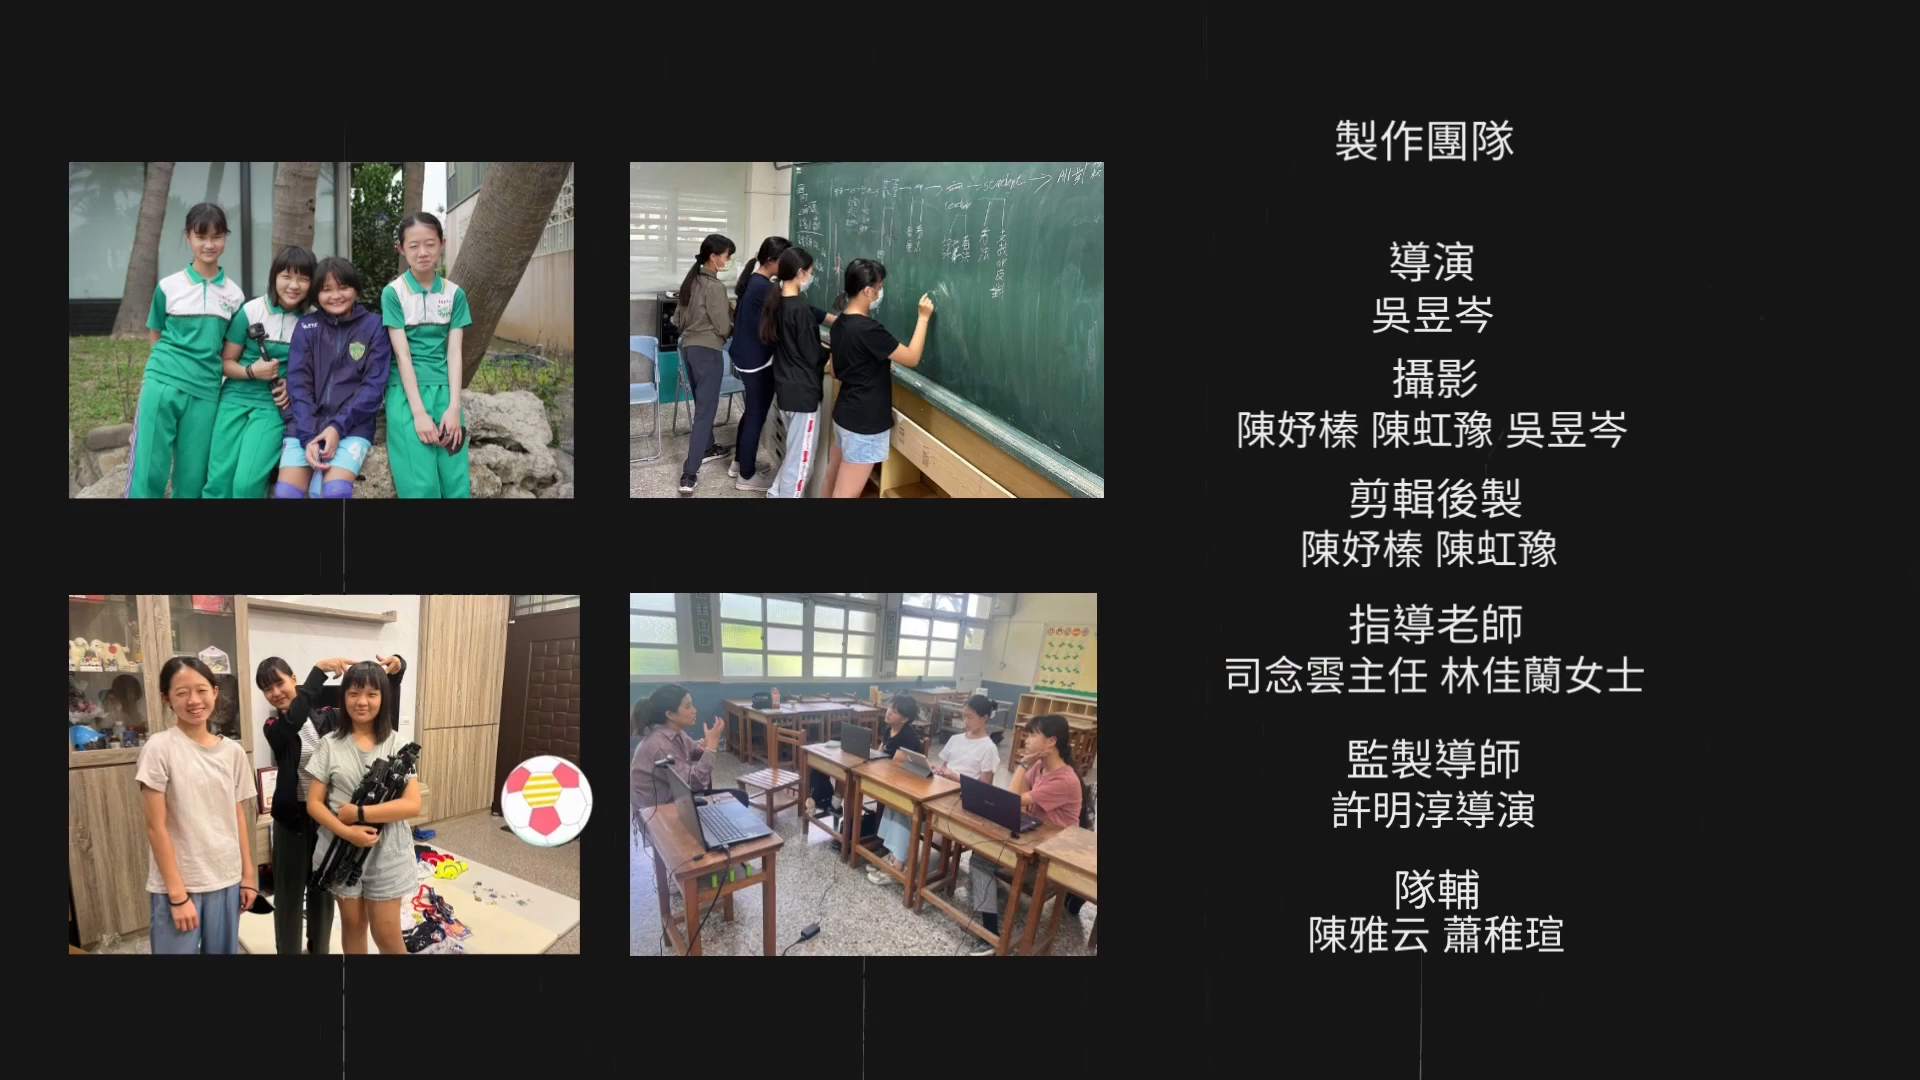 製作團隊
導演
吳昱岑
攝影
陳妤榛 陳虹豫 吳昱岑
剪輯後製
陳妤榛 陳虹豫
指導老師
司念雲主任 林佳蘭女士
監製導師
許明淳導演
隊輔
陳雅云 蕭稚瑄